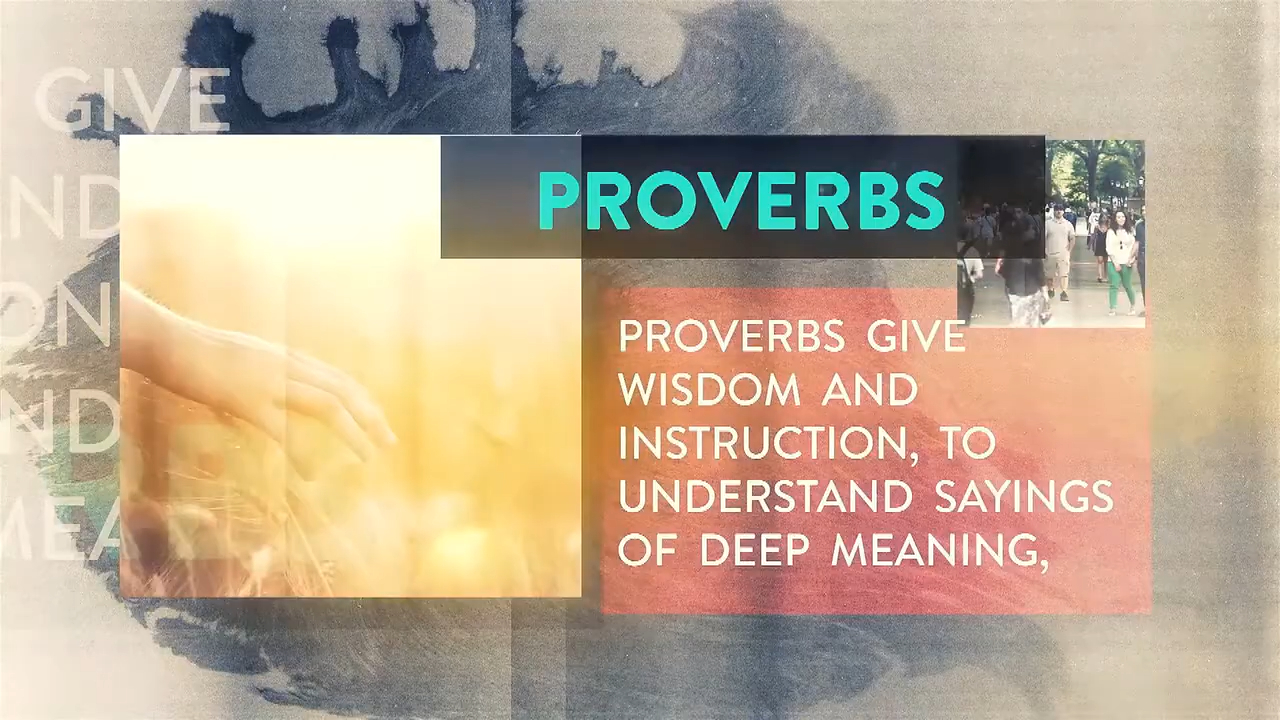 PROVERBS
PROVERBS GIVE
WISDOM AND
INSTRUCTION, TO
UNDERSTAND SAYINGS
OF DEEP MEANING,
GIVE